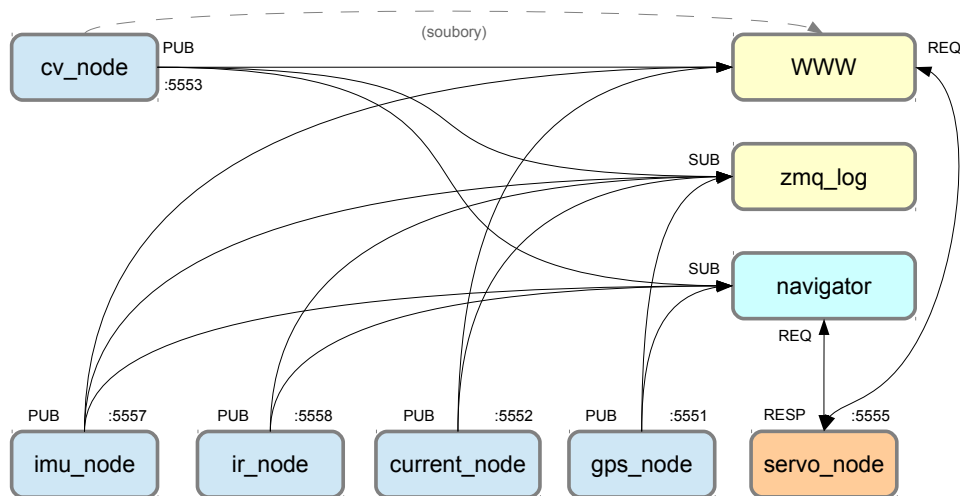 (soubory)
PUB
REQ
cv_node
WWW
:5553
SUB
zmq_log
SUB
navigator
REQ
PUB :5557 PUB :5558 PUB :5552 PUB :5551 RESP :5555
imu_node ir_node current_node gps_node servo_node